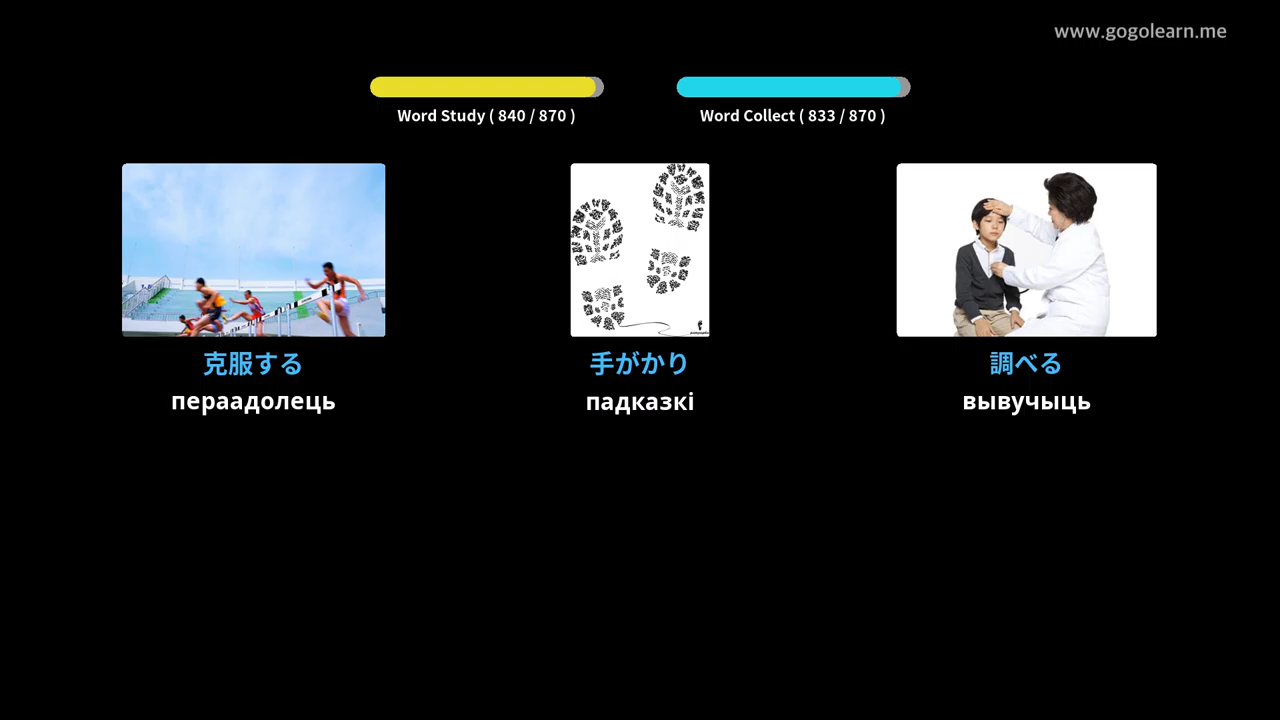 www.gogolearn.me
Word Study ( 840 / 870 )
Word Collect ( 833 / 870 )
克服する
手がかり
調べる
пераадолець
падказкі
вывучыць